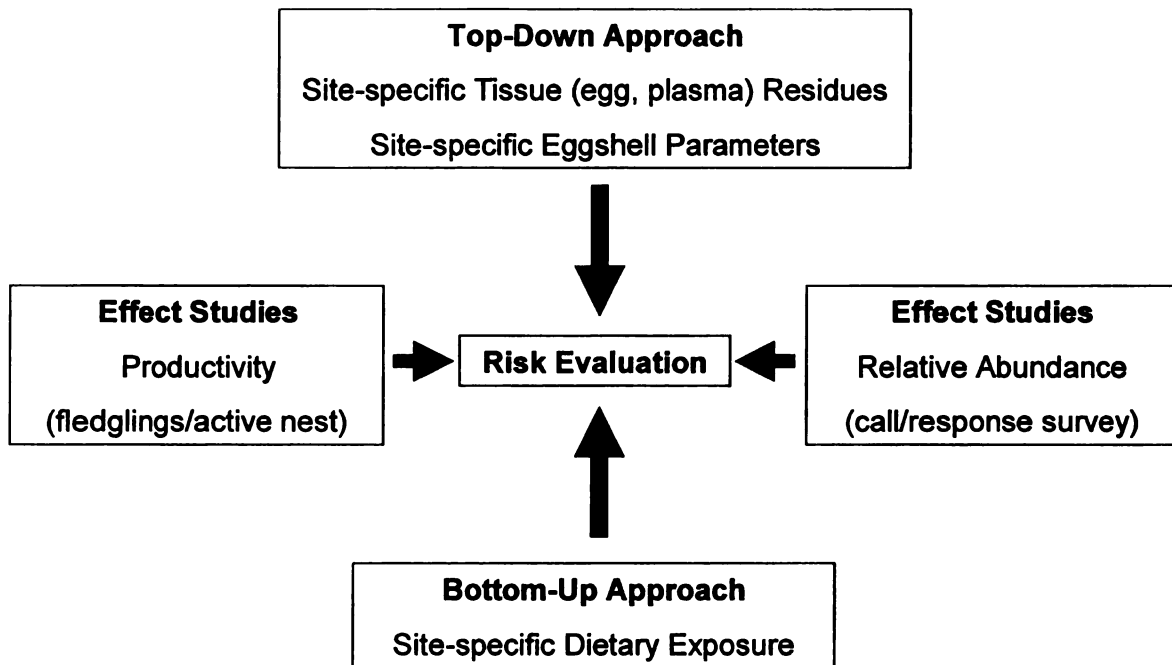 Top-Down Approach
Site-specific Tissue (egg, plasma) Residues
Site-specific Eggshell Parameters
Effect Studies
Productivity
(fledglings/active nest)
Risk Evaluation
Effect Studies
Relative Abundance
(call/response survey)
Bottom-Up Approach
Site-specific Dietary Exposure